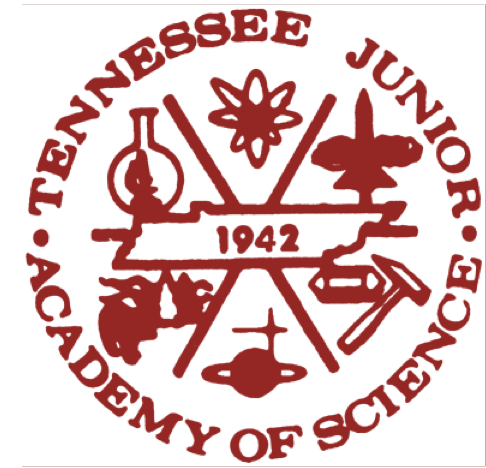 TENNESSEE JUNIOR
1942
• ACADEMY OF SCIENCE •